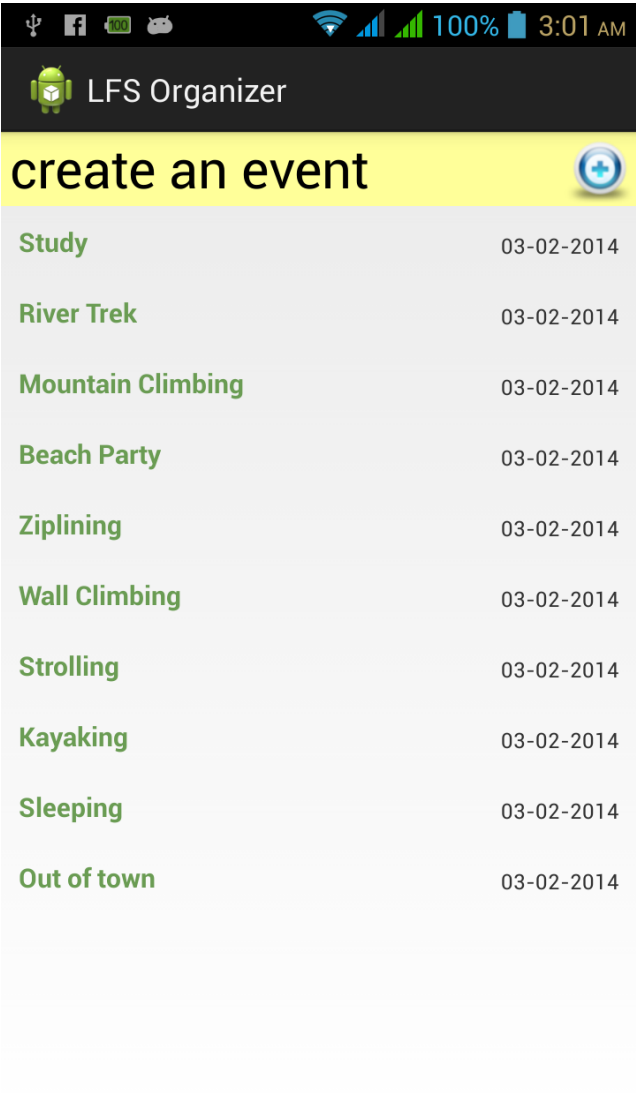 100 100% 3:01 AM
LFS Organizer
create an event
Study 03-02-2014
River Trek 03-02-2014
Mountain Climbing 03-02-2014
Beach Party 03-02-2014
Ziplining 03-02-2014
Wall Climbing 03-02-2014
Strolling 03-02-2014
Kayaking 03-02-2014
Sleeping 03-02-2014
Out of town 03-02-2014